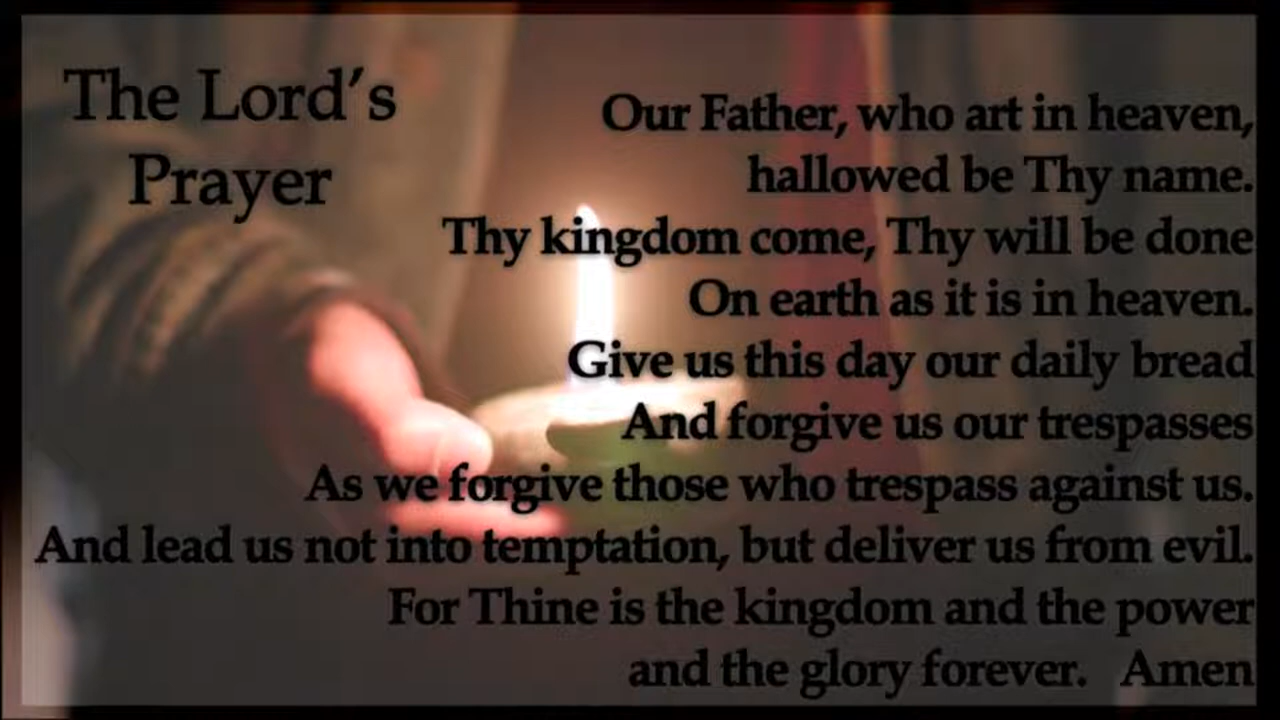 The Lord's
Prayer
Our Father, who art in heaven,
hallowed be Thy name.
Thy kingdom come, Thy will be done
On earth as it is in heaven.
Give us this day our daily bread
And forgive us our trespasses
As we forgive those who trespass against us.
And lead us not into temptation, but deliver us from evil.
For Thine is the kingdom and the power
and the glory forever. Amen